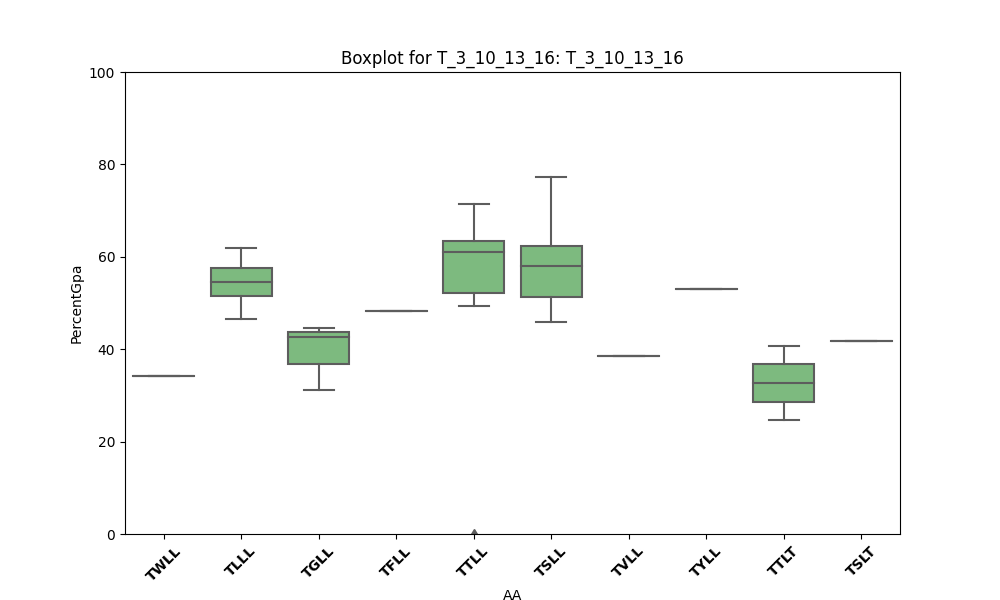 Boxplot for T_3_10_13_16: T_3_10_13_16
100
80
60
40
20
0
PercentGpa
TWLL
TLLL
TGLL
TFLL
TTLL
TSLL
TVLL
TYLL
TTLT
TSLT
AA